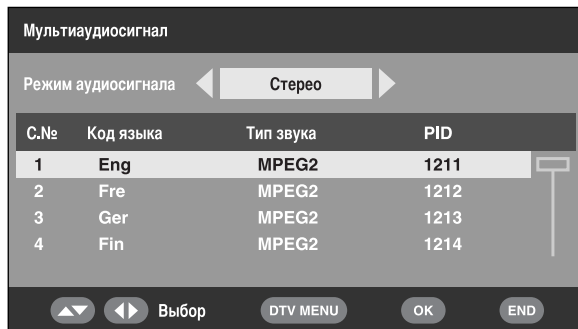 Мультиаудиосигнал
Режим аудиосигнала Стерео
С.№ Код языка Тип звука PID
1 Eng MPEG2 1211
2 Fre MPEG2 1212
3 Ger MPEG2 1213
4 Fin MPEG2 1214
Выбор DTV MENU OK END